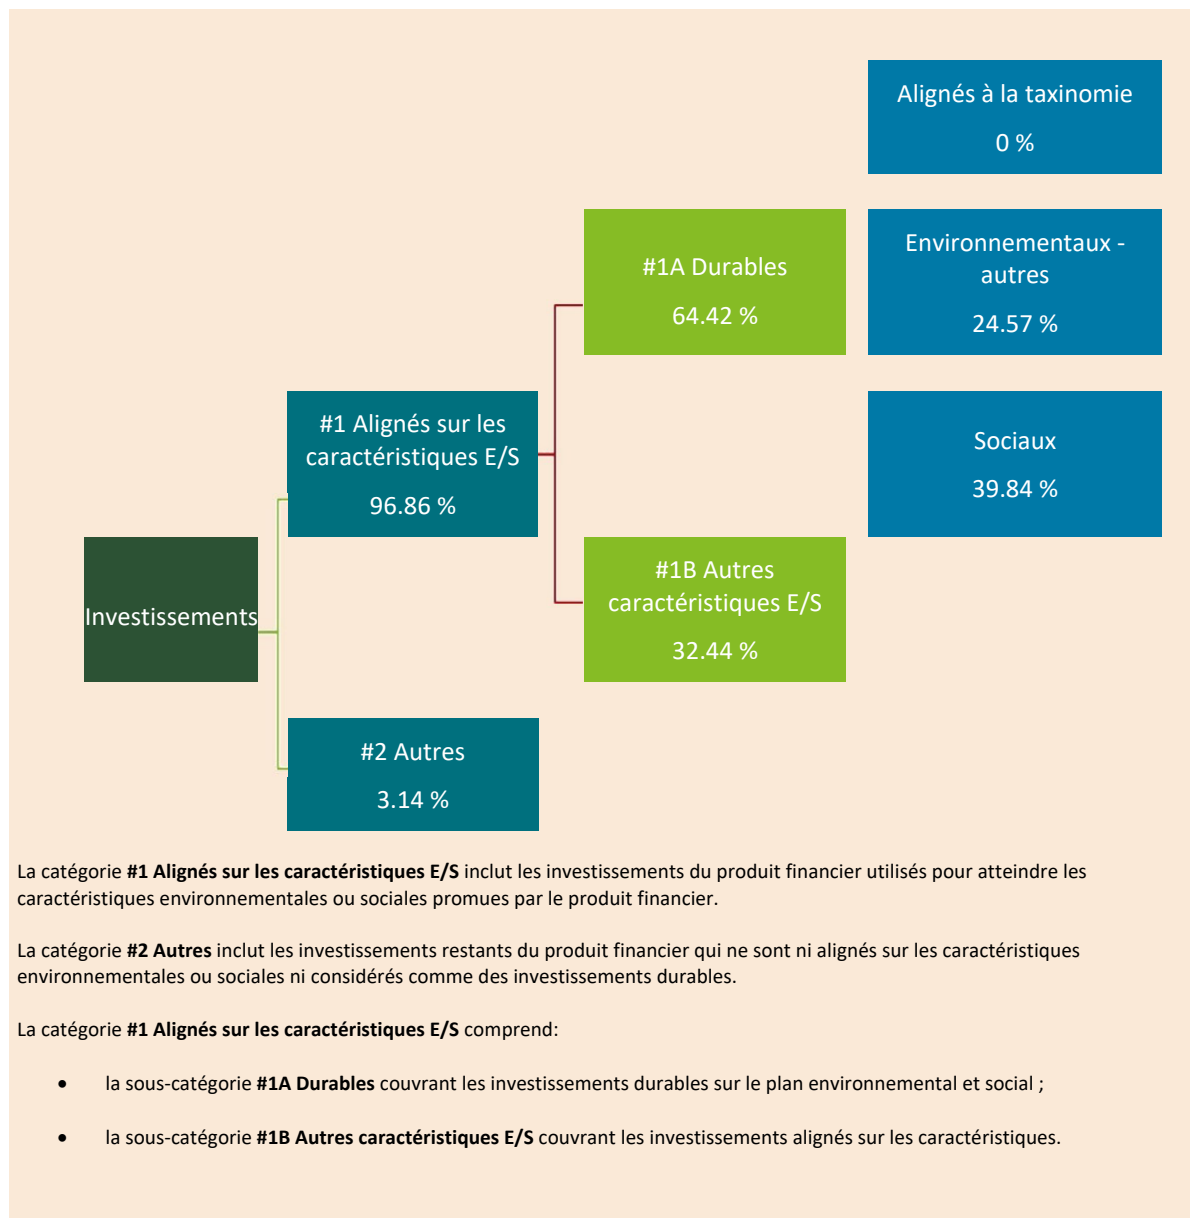 Alignés à la taxinomie
0 %
#1A Durables
64.42 %
Environnementaux -
autres
24.57 %
#1 Alignés sur les
caractéristiques E/S
96.86 %
Sociaux
39.84 %
Investissements
#1B Autres
caractéristiques E/S
32.44 %
#2 Autres
3.14 %
La catégorie #1 Alignés sur les caractéristiques E/S inclut les investissements du produit financier utilisés pour atteindre les
caractéristiques environnementales ou sociales promues par le produit financier.
La catégorie #2 Autres inclut les investissements restants du produit financier qui ne sont ni alignés sur les caractéristiques
environnementales ou sociales ni considérés comme des investissements durables.
La catégorie #1 Alignés sur les caractéristiques E/S comprend:
• la sous-catégorie #1A Durables couvrant les investissements durables sur le plan environnemental et social ;
• la sous-catégorie #1B Autres caractéristiques E/S couvrant les investissements alignés sur les caractéristiques.